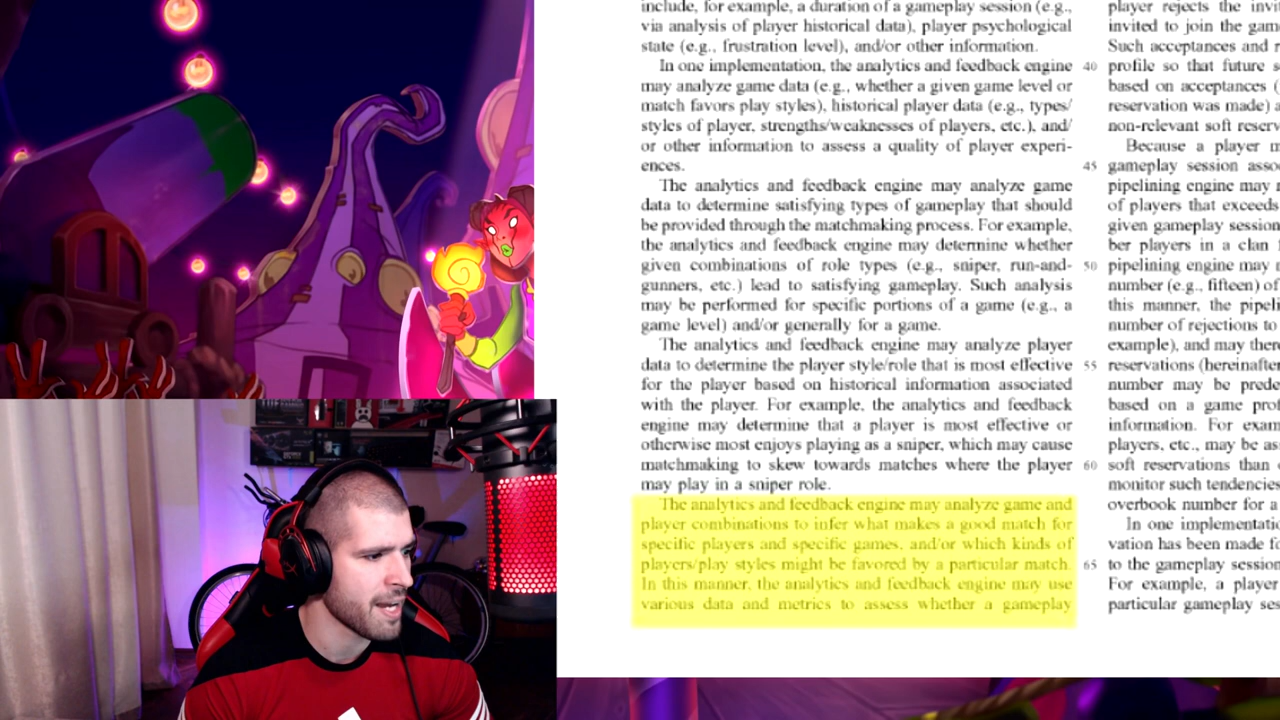 include, for example, a duration of a gameplay session (e.g.,
via analysis of player historical data), player psychological
state (e.g., frustration level), and/or other information.
In one implementation, the analytics and feedback engine
may analyze game data (e.g., whether a given game level or
match favors play styles), historical player data (e.g., types/
styles of player, strengths/weaknesses of players, etc.), and/
or other information to assess a quality of player experi-
ences.
The analytics and feedback engine may analyze game
data to determine satisfying types of gameplay that should
be provided through the matchmaking process. For example,
the analytics and feedback engine may determine whether
given combinations of role types (e.g., sniper, run-and-
gunners, etc.) lead to satisfying gameplay. Such analysis
may be performed for specific portions of a game (e.g., a
game level) and/or generally for a game.
The analytics and feedback engine may analyze player
data to determine the player style/role that is most effective
for the player based on historical information associated
with the player. For example, the analytics and feedback
engine may determine that a player is most effective or
otherwise most enjoys playing as a sniper, which may cause
matchmaking to skew towards matches where the player
may play in a sniper role.
The analytics and feedback engine may analyze game and
player combinations to infer what makes a good match for
specific players and specific games, and/or which kinds of
players/play styles might be favored by a particular match.
In this manner, the analytics and feedback engine may use
various data and metrics to assess whether a gameplay
40
45
50
55
60
65
player rejects the invit
invited to join the gam
Such acceptances and r
profile so that future s
based on acceptances (
reservation was made) a
non-relevant soft reserv
Because a player m
gameplay session asso
pipelining engine may r
of players that exceeds
given gameplay session
ber players in a clan
pipelining engine may r
number (e.g., fifteen) of
this manner, the pipeli
number of rejections to
example), and may there
reservations (hereinafter
number may be prede
based on a game prof
information. For exam
players, etc., may be as
soft reservations than
monitor such tendencies
overbook number for a
In one implementatio
vation has been made fo
to the gameplay session
For example, a player
particular gameplay ses